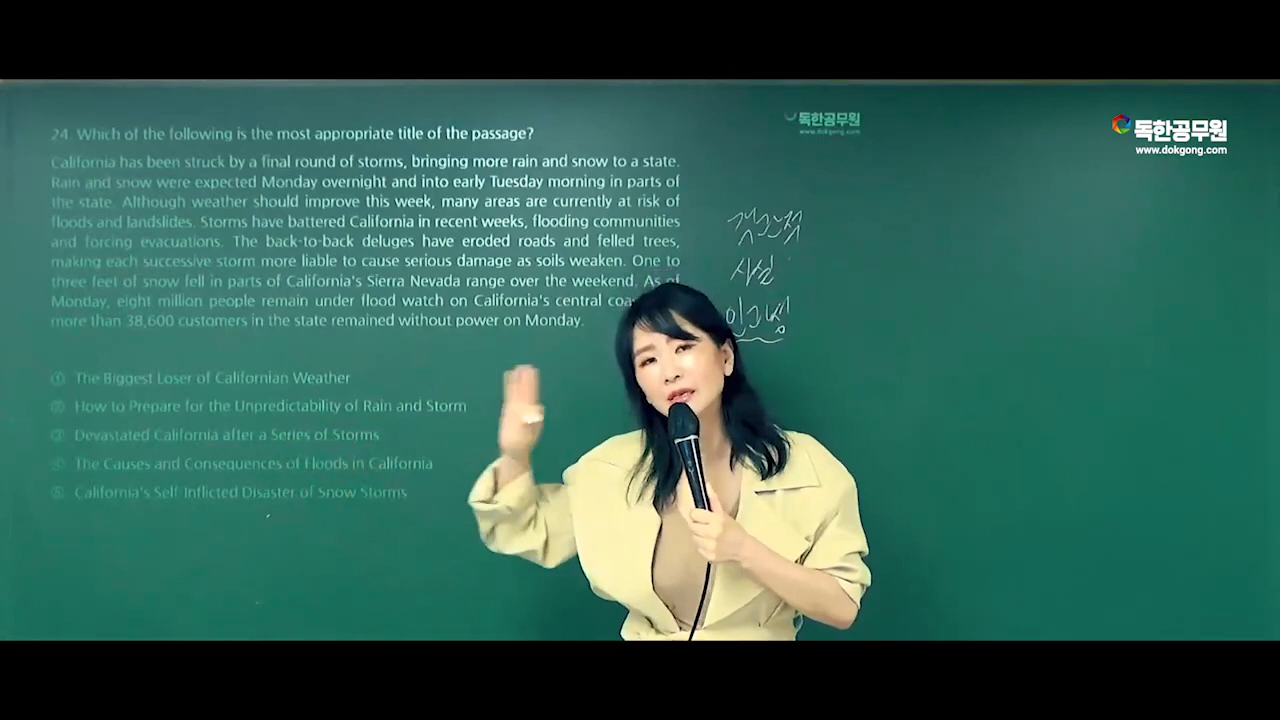 독한공무원
www.dokgong.com
독한공무원
www.dokgong.com
24. Which of the following is the most appropriate title of the passage?
California has been struck by a final round of storms, bringing more rain and snow to a state.
Rain and snow were expected Monday overnight and into early Tuesday morning in parts of
the state. Although weather should improve this week, many areas are currently at risk of
floods and landslides. Storms have battered California in recent weeks, flooding communities
and forcing evacuations. The back-to-back deluges have eroded roads and felled trees,
making each successive storm more liable to cause serious damage as soils weaken. One to
three feet of snow fell in parts of California's Sierra Nevada range over the weekend. As of
Monday, eight million people remain under flood watch on California's central
more than 38,600 customers in the state remained without power on Monday.
① The Biggest Loser of Californian Weather
② How to Prepare for the Unpredictability of Rain and Storm
③ Devastated California after a Series of Storms
④ The Causes and Consequences of Floods in California
⑤ California's Self-Inflicted Disaster of Snow Storms
사실